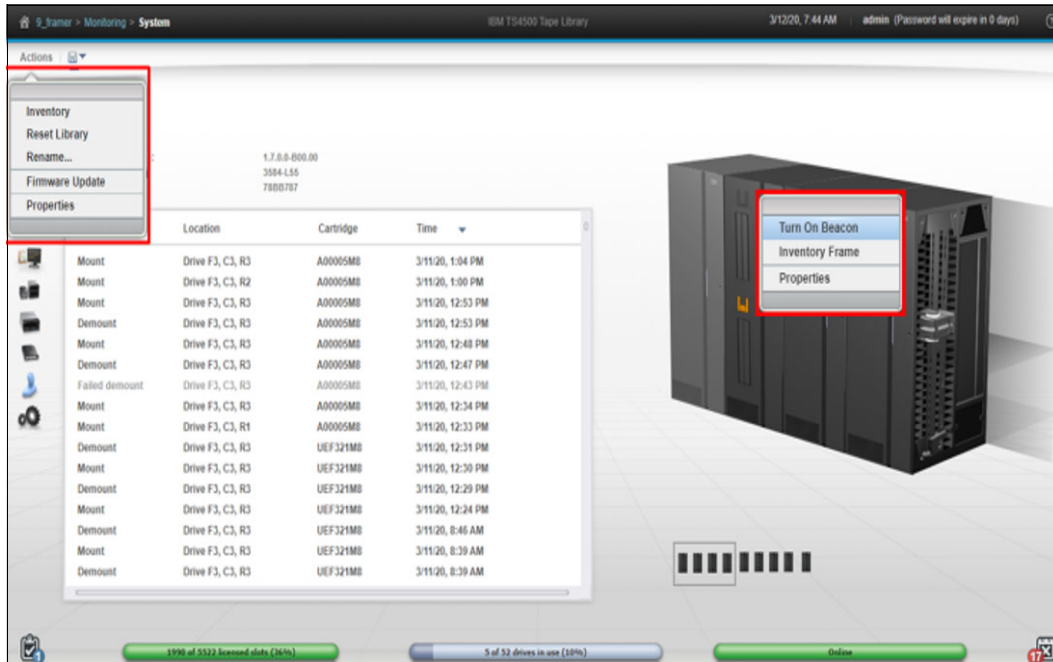 9_framer > Monitoring > System IBM TS4500 Tape Library 3/12/20, 7:44 AM admin (Password will expire in 0 days)
Actions
Inventory
Reset Library
Rename...
Firmware Update
Properties
1.7.0.0-B00.00
3584-L55
78BB787
Turn On Beacon
Inventory Frame
Properties
Location Cartridge Time
Mount Drive F3, C3, R3 A00005M8 3/11/20, 1:04 PM
Mount Drive F3, C3, R2 A00005M8 3/11/20, 1:00 PM
Mount Drive F3, C3, R3 A00005M8 3/11/20, 12:53 PM
Demount Drive F3, C3, R3 A00005M8 3/11/20, 12:53 PM
Mount Drive F3, C3, R3 A00005M8 3/11/20, 12:48 PM
Demount Drive F3, C3, R3 A00005M8 3/11/20, 12:47 PM
Failed demount Drive F3, C3, R3 A00005M8 3/11/20, 12:43 PM
Mount Drive F3, C3, R3 A00005M8 3/11/20, 12:34 PM
Mount Drive F3, C3, R1 A00005M8 3/11/20, 12:33 PM
Demount Drive F3, C3, R3 UEF321M8 3/11/20, 12:31 PM
Mount Drive F3, C3, R3 UEF321M8 3/11/20, 12:30 PM
Demount Drive F3, C3, R3 UEF321M8 3/11/20, 12:29 PM
Mount Drive F3, C3, R3 UEF321M8 3/11/20, 12:24 PM
Demount Drive F3, C3, R3 UEF321M8 3/11/20, 8:46 AM
Mount Drive F3, C3, R3 UEF321M8 3/11/20, 8:39 AM
Demount Drive F3, C3, R3 UEF321M8 3/11/20, 8:39 AM
1 1990 of 5522 licensed slots (36%) 5 of 52 drives in use (10%) Online 17